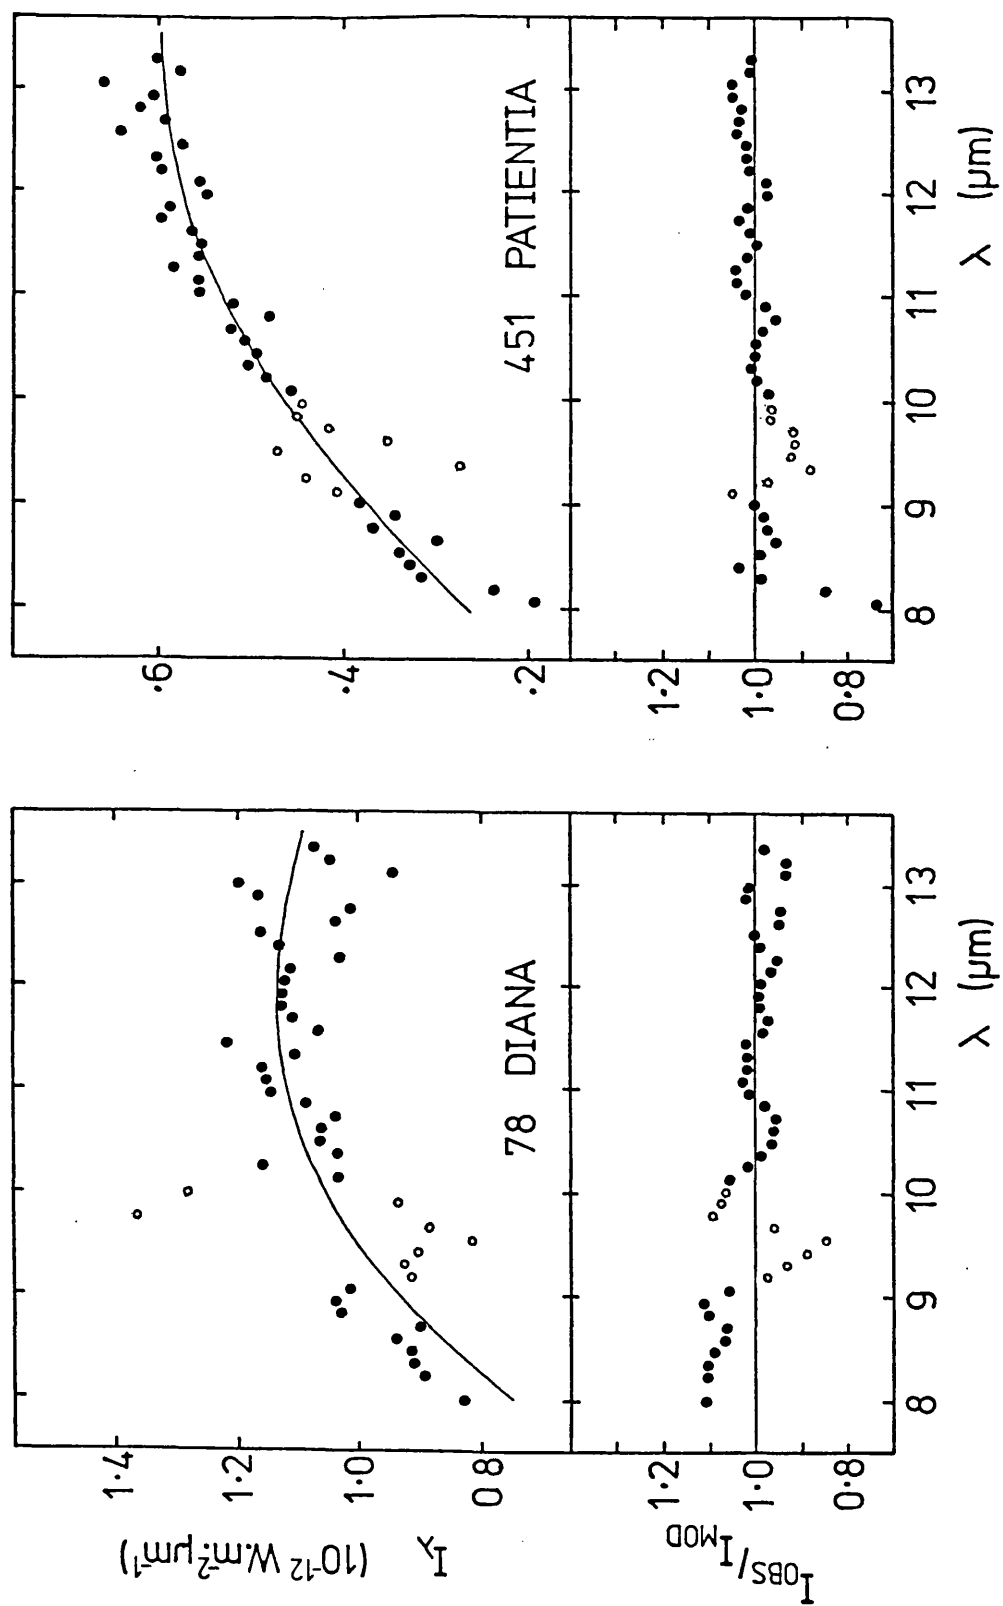 I_λ
(10⁻¹² W.m⁻².μm⁻¹)
1·4
1·2
1·0
0·8
78 DIANA
.6
.4
.2
451 PATIENTIA
I_OBS/I_MOD
1·2
1·0
0·8
1·2
1·0
0·8
8 9 10 11 12 13
λ (μm)
8 9 10 11 12 13
λ (μm)